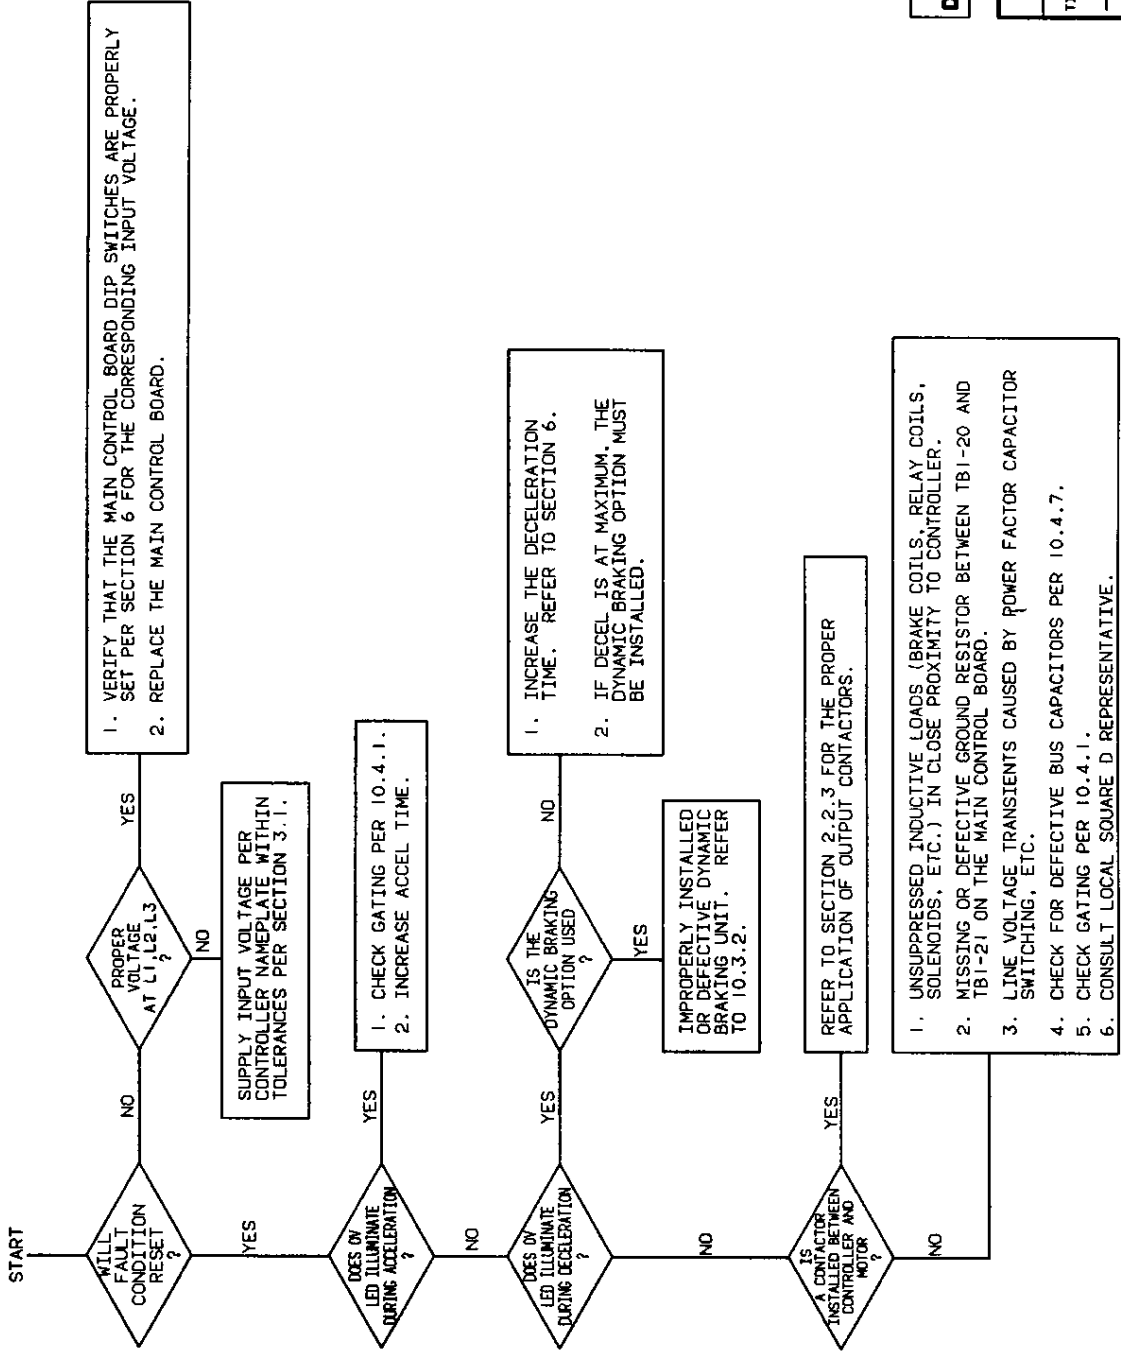 START
WILL
FAULT
CONDITION
RESET
?
NO
PROPER
VOLTAGE
AT L1,L2,L3
?
YES
1. VERIFY THAT THE MAIN CONTROL BOARD DIP SWITCHES ARE PROPERLY
SET PER SECTION 6 FOR THE CORRESPONDING INPUT VOLTAGE.
2. REPLACE THE MAIN CONTROL BOARD.
NO
SUPPLY INPUT VOLTAGE PER
CONTROLLER NAMEPLATE WITHIN
TOLERANCES PER SECTION 3.1.
YES
DOES OV
LED ILLUMINATE
DURING ACCELERATION
?
YES
1. CHECK GATING PER 10.4.1.
2. INCREASE ACCEL TIME.
NO
DOES OV
LED ILLUMINATE
DURING DECELERATION
?
YES
IS THE
DYNAMIC BRAKING
OPTION USED
?
NO
1. INCREASE THE DECELERATION
TIME. REFER TO SECTION 6.
2. IF DECEL IS AT MAXIMUM, THE
DYNAMIC BRAKING OPTION MUST
BE INSTALLED.
YES
IMPROPERLY INSTALLED
OR DEFECTIVE DYNAMIC
BRAKING UNIT. REFER
TO 10.3.2.
NO
IS
A CONTACTOR
INSTALLED BETWEEN
CONTROLLER AND
MOTOR
?
YES
REFER TO SECTION 2.2.3 FOR THE PROPER
APPLICATION OF OUTPUT CONTACTORS.
NO
1. UNSUPPRESSED INDUCTIVE LOADS (BRAKE COILS, RELAY COILS,
SOLENOIDS, ETC.) IN CLOSE PROXIMITY TO CONTROLLER.
2. MISSING OR DEFECTIVE GROUND RESISTOR BETWEEN TB1-20 AND
TB1-21 ON THE MAIN CONTROL BOARD.
3. LINE VOLTAGE TRANSIENTS CAUSED BY POWER FACTOR CAPACITOR
SWITCHING, ETC.
4. CHECK FOR DEFECTIVE BUS CAPACITORS PER 10.4.7.
5. CHECK GATING PER 10.4.1.
6. CONSULT LOCAL SQUARE D REPRESENTATIVE.